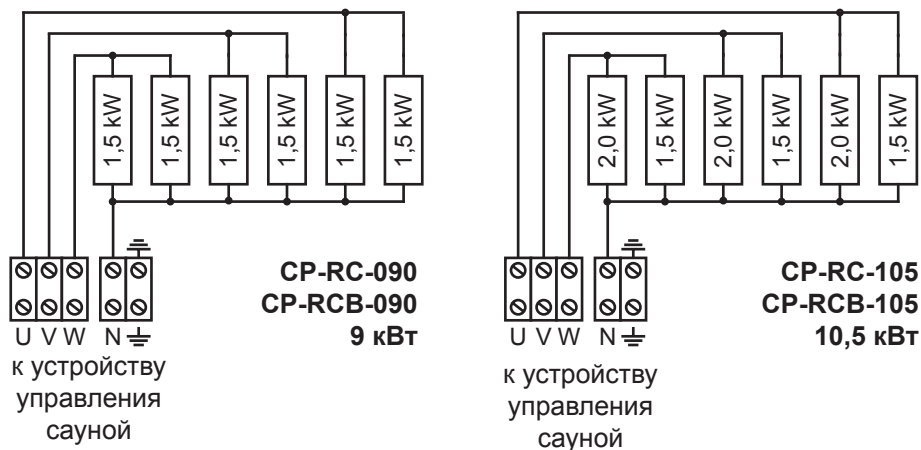 1,5 kW
1,5 kW
1,5 kW
1,5 kW
1,5 kW
1,5 kW
U V W N
CP-RC-090
CP-RCB-090
9 кВт
к устройству
управления
сауной
2,0 kW
1,5 kW
2,0 kW
1,5 kW
2,0 kW
1,5 kW
U V W N
CP-RC-105
CP-RCB-105
10,5 кВт
к устройству
управления
сауной